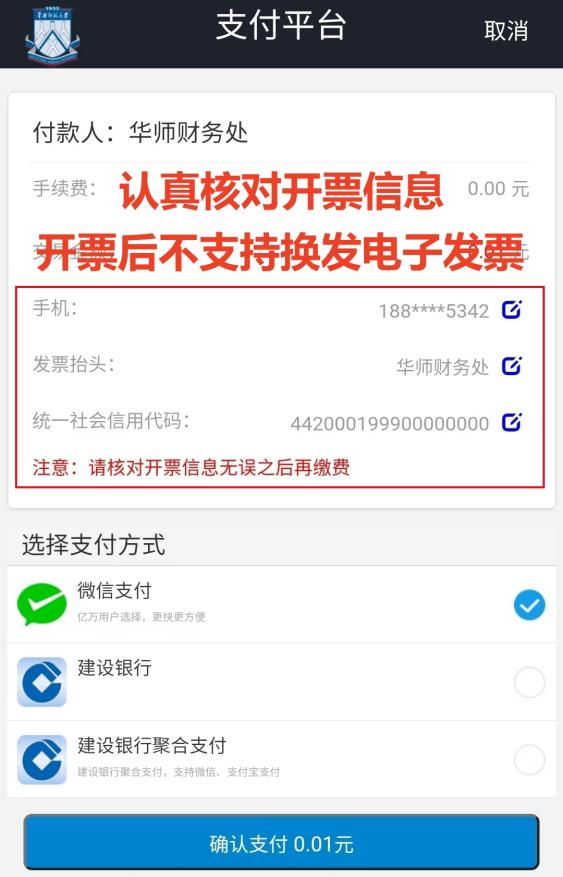 1933
支付平台
取消
付款人：华师财务处
手续费：
认真核对开票信息
0.00 元
开票后不支持换发电子发票
手机：
188****5342
发票抬头：
华师财务处
统一社会信用代码：
442000199900000000
注意：请核对开票信息无误之后再缴费
选择支付方式
微信支付
亿万用户选择，更快更方便
建设银行
建设银行聚合支付
建设银行聚合支付，支持微信、支付宝支付
确认支付 0.01元